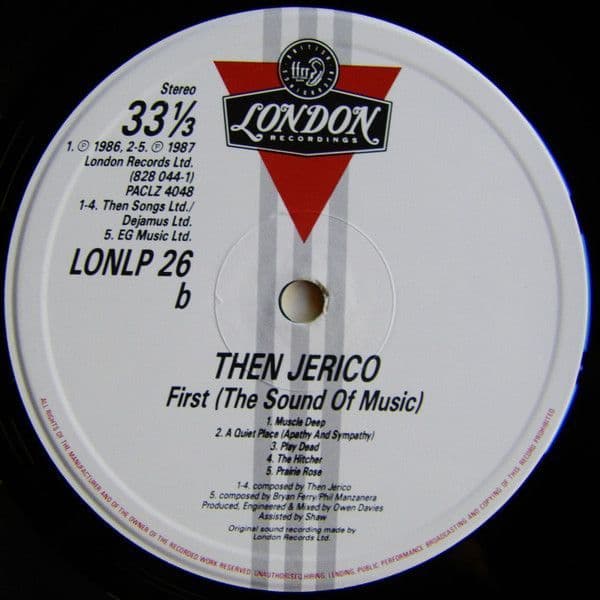 BRITISH
ffrr
LONDON
RECORDINGS
Stereo
33⅓
1. ℗ 1986, 2-5. ℗ 1987
London Records Ltd.
(828 044-1)
PACLZ 4048
1-4. Then Songs Ltd./
Dejamus Ltd.
5. EG Music Ltd.
LONLP 26
b
THEN JERICO
First (The Sound Of Music)
1. Muscle Deep
2. A Quiet Place (Apathy And Sympathy)
3. Play Dead
4. The Hitcher
5. Prairie Rose
1-4. composed by Then Jerico
5. composed by Bryan Ferry/Phil Manzanera
Produced, Engineered & Mixed by Owen Davies
Assisted by Shaw
Original sound recording made by
London Records Ltd.
ALL RIGHTS OF THE MANUFACTURER AND OF THE OWNER OF THE RECORDED WORK RESERVED. UNAUTHORISED HIRING, LENDING, PUBLIC PERFORMANCE BROADCASTING AND COPYING OF THIS RECORD PROHIBITED